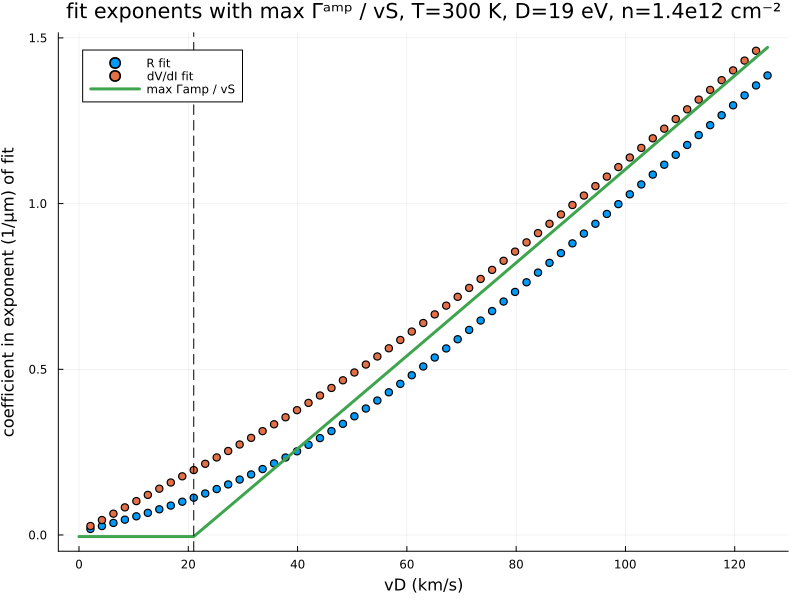 fit exponents with max Γᵃᵐᵖ / vS, T=300 K, D=19 eV, n=1.4e12 cm⁻²
R fit
dV/dI fit
max Γamp / vS
coefficient in exponent (1/μm) of fit
1.5
1.0
0.5
0.0
0 20 40 60 80 100 120
vD (km/s)